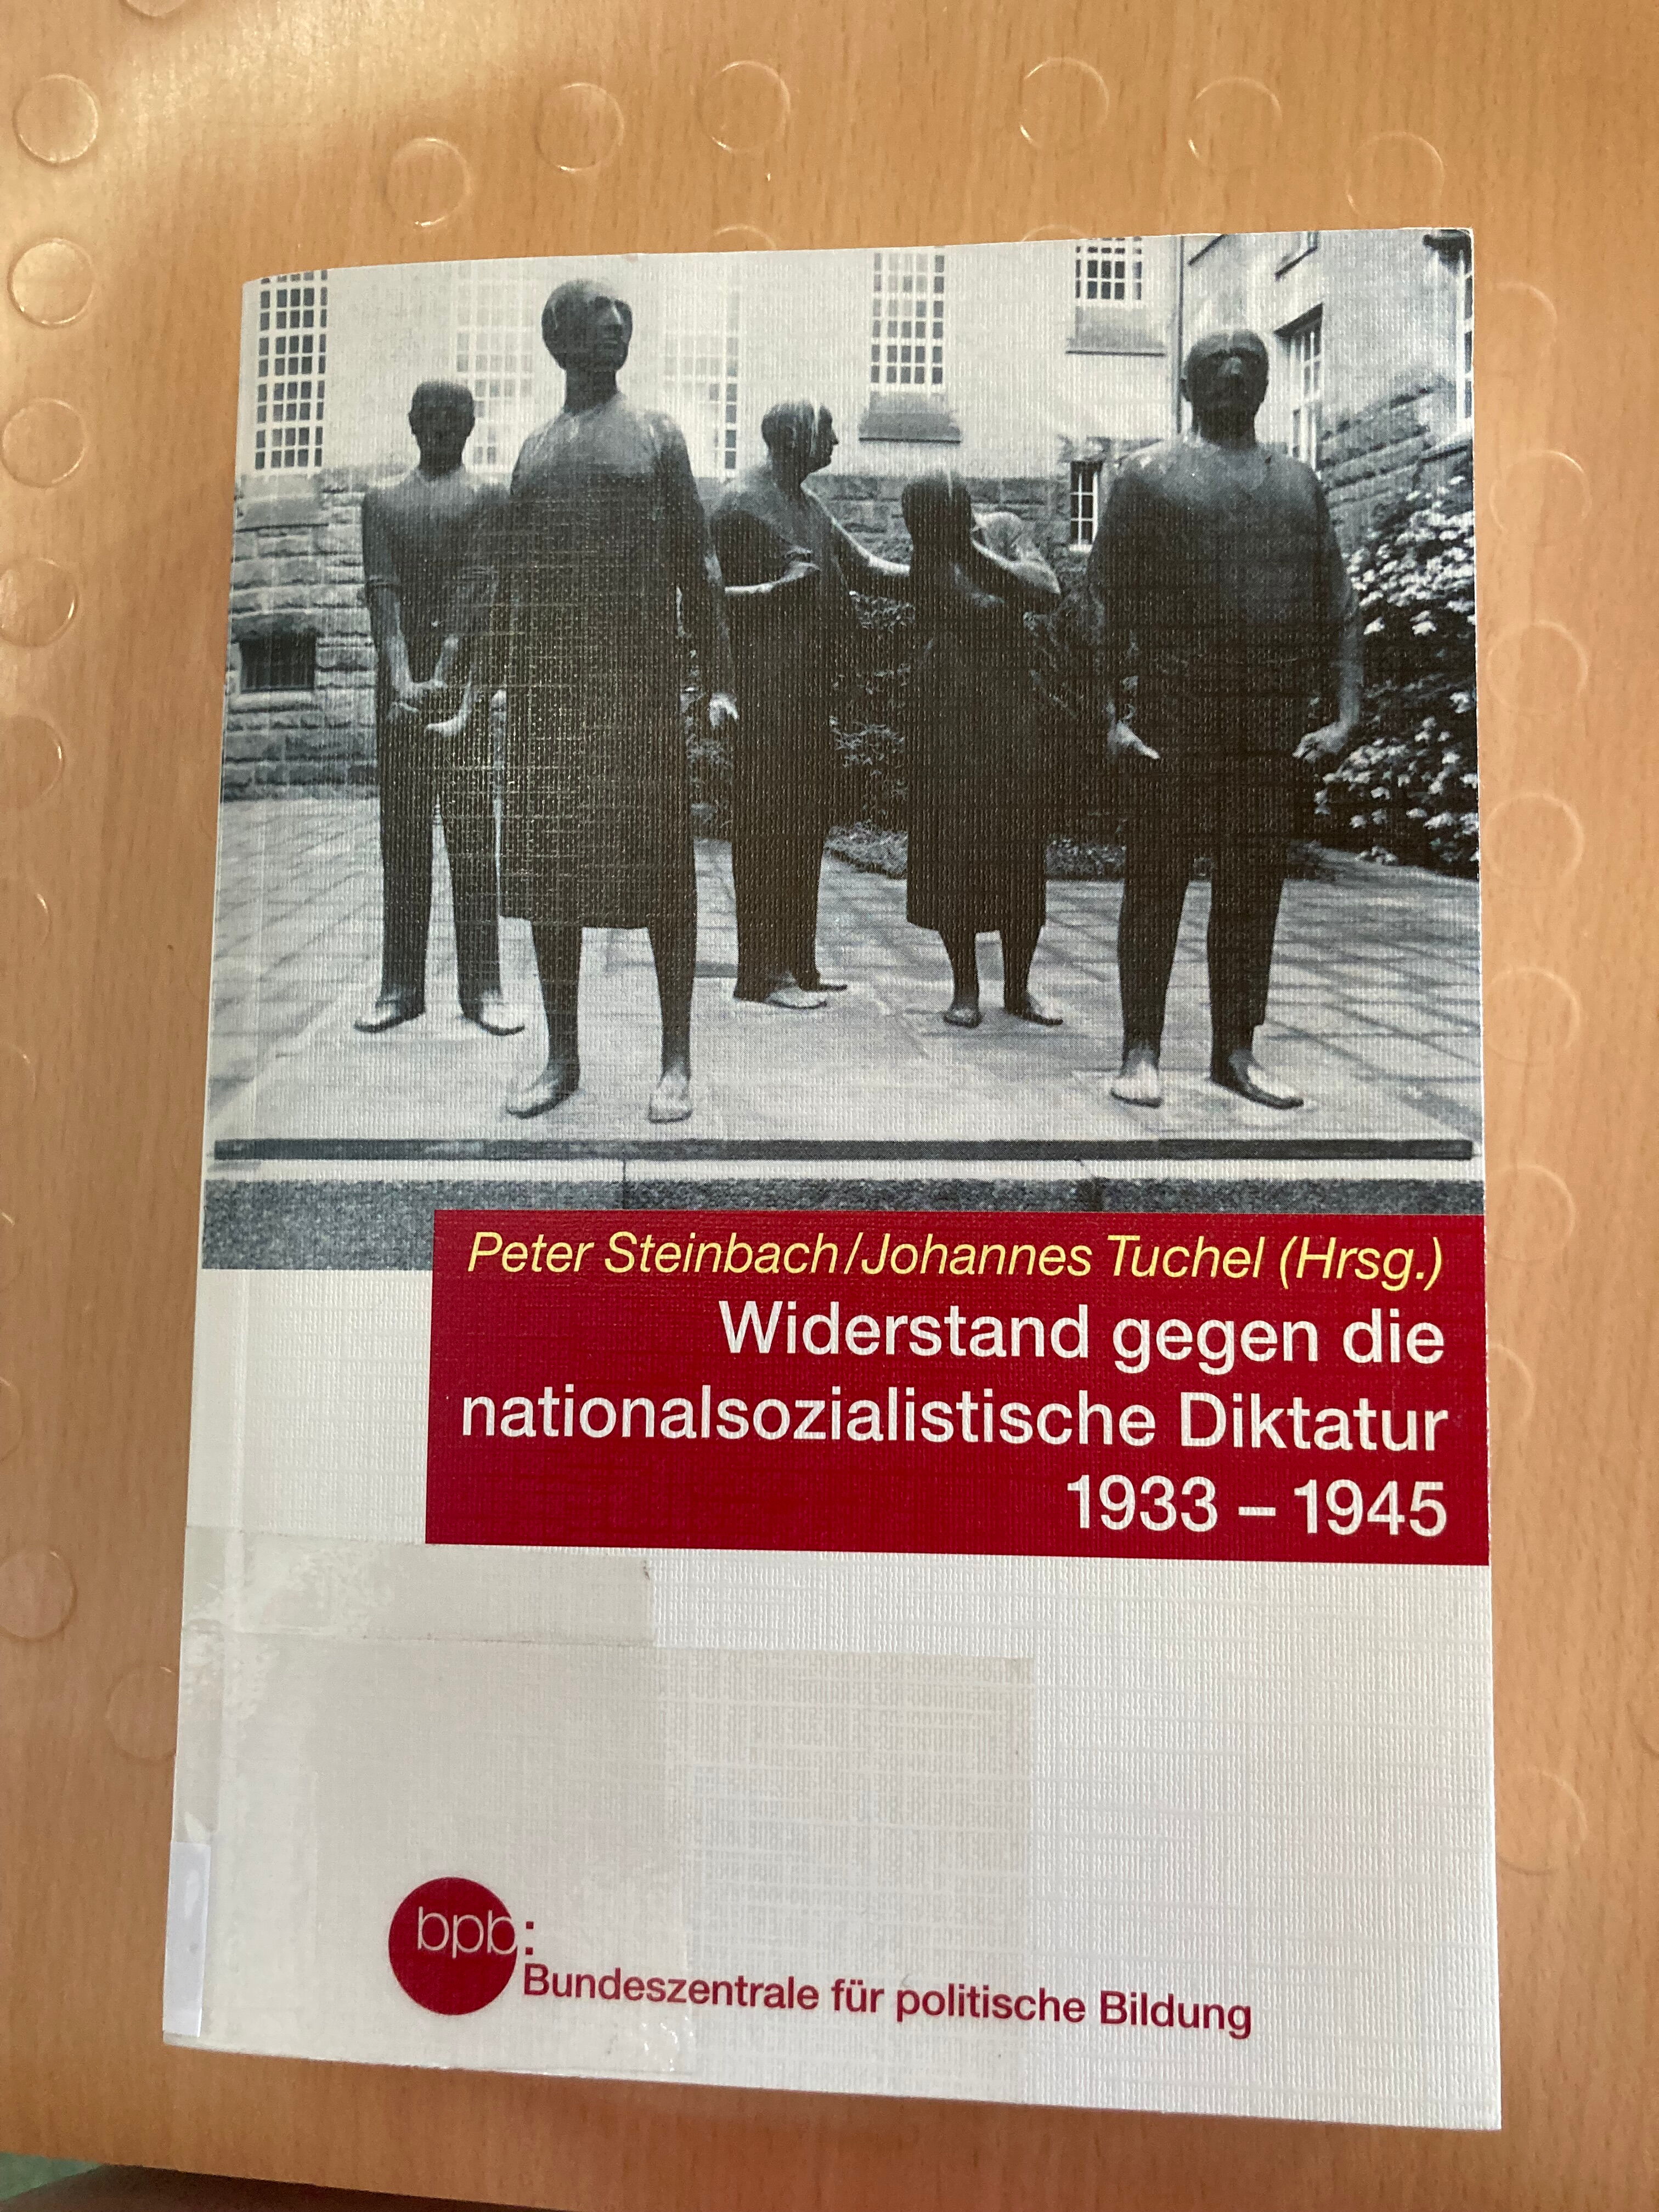 Peter Steinbach/Johannes Tuchel (Hrsg.)
Widerstand gegen die
nationalsozialistische Diktatur
1933 – 1945
bpb:
Bundeszentrale für politische Bildung